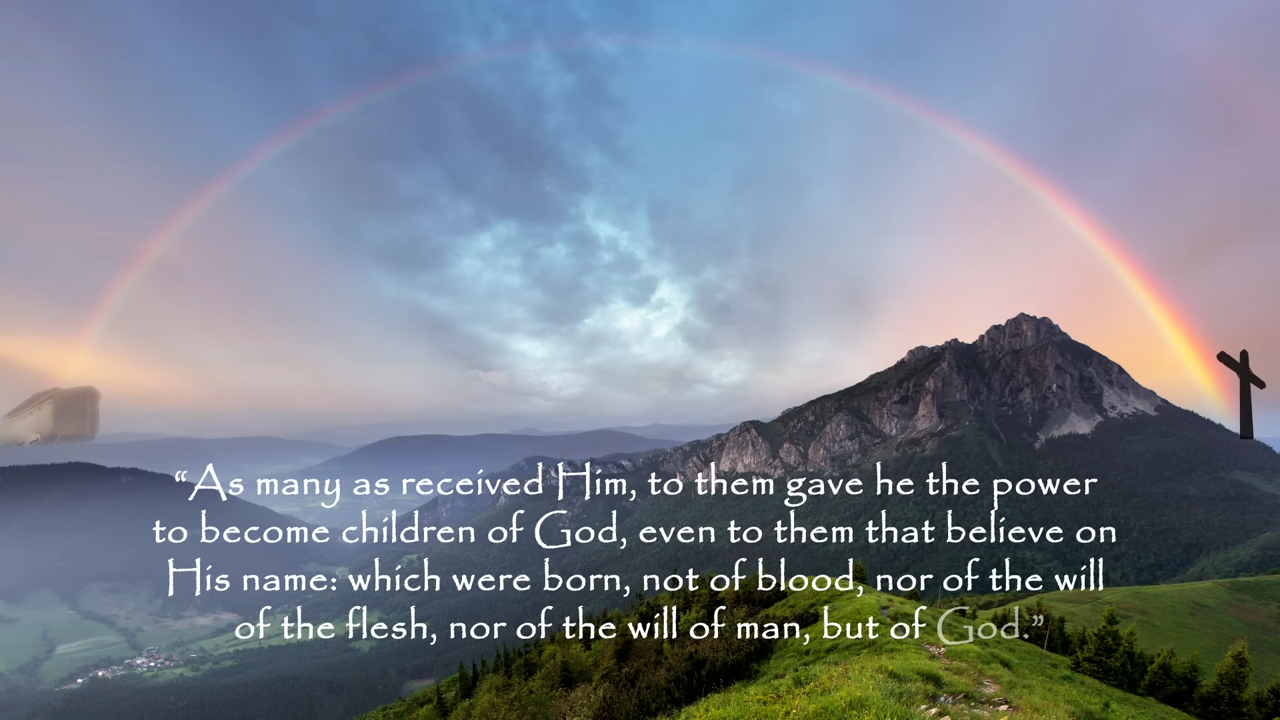 “As many as received Him, to them gave he the power
to become children of God, even to them that believe on
His name: which were born, not of blood, nor of the will
of the flesh, nor of the will of man, but of God.”